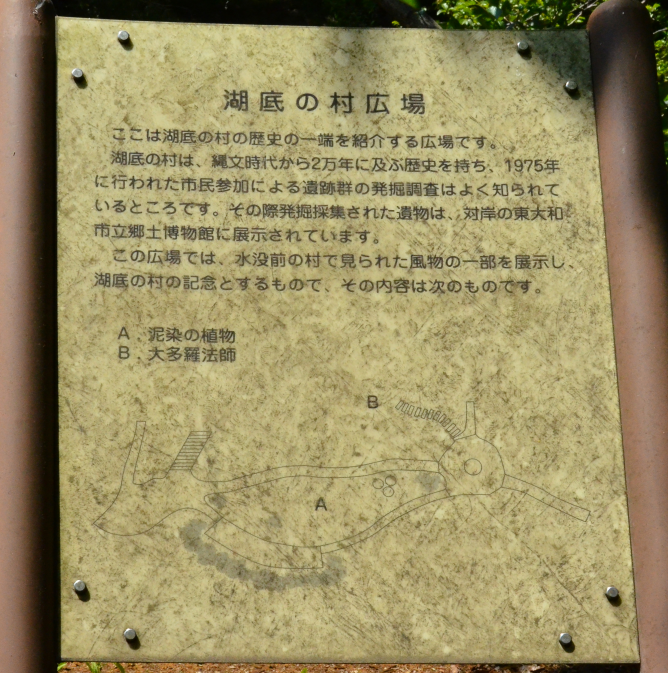 湖底の村広場
ここは湖底の村の歴史の一端を紹介する広場です。
湖底の村は、縄文時代から2万年に及ぶ歴史を持ち、1975年
に行われた市民参加による遺跡群の発掘調査はよく知られて
いるところです。その際発掘採集された遺物は、対岸の東大和
市立郷土博物館に展示されています。
この広場では、水没前の村で見られた風物の一部を展示し、
湖底の村の記念とするもので、その内容は次のものです。
A．泥染の植物
B．大多羅法師
B
A